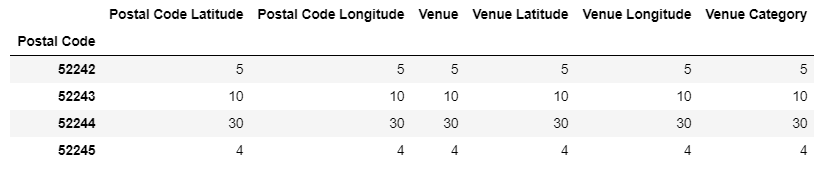 Postal Code Latitude Postal Code Longitude Venue Venue Latitude Venue Longitude Venue Category
Postal Code
52242 5 5 5 5 5 5
52243 10 10 10 10 10 10
52244 30 30 30 30 30 30
52245 4 4 4 4 4 4